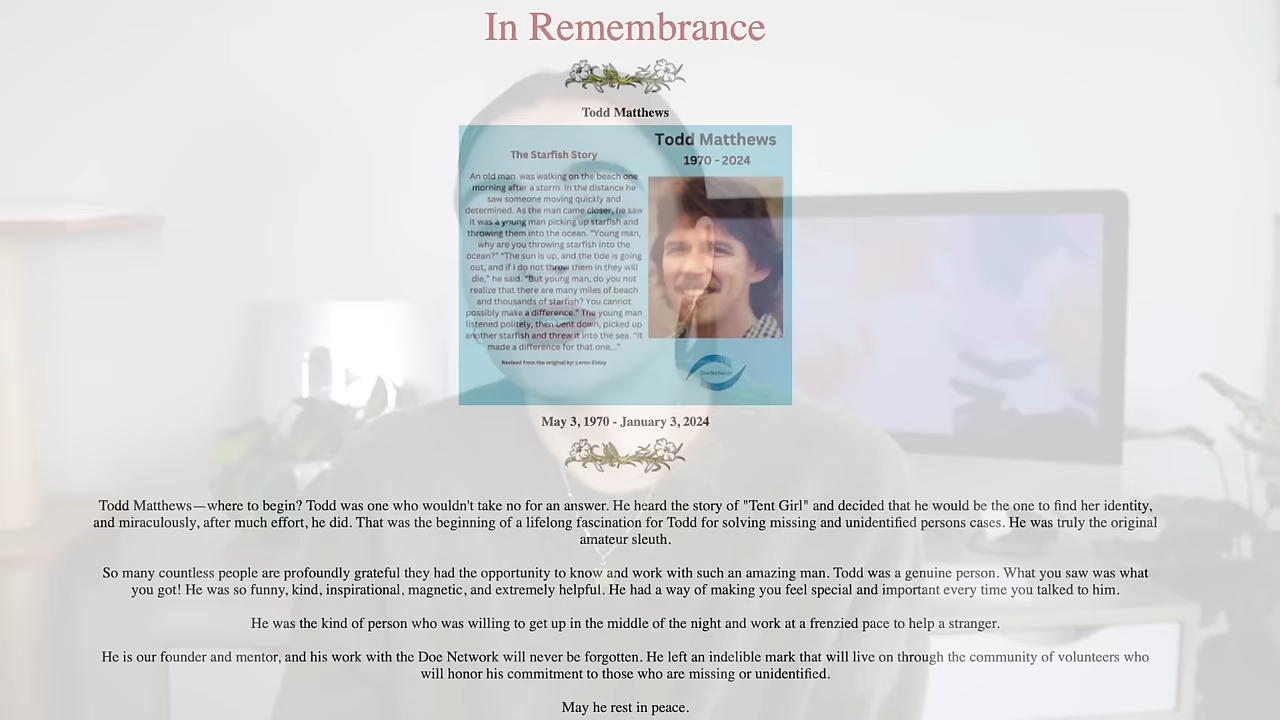 In Remembrance
Todd Matthews
The Starfish Story
An old man was walking on the beach one
morning after a storm. In the distance he
saw someone moving quickly and
determined. As the man came closer, he saw
it was a young man picking up starfish and
throwing them into the ocean. "Young man,
why are you throwing starfish into the
ocean?" "The sun is up, and the tide is going
out, and if I do not throw them in they will
die," he said. "But young man, do you not
realize that there are many miles of beach
and thousands of starfish? You cannot
possibly make a difference." The young man
listened politely, then bent down, picked up
another starfish and threw it into the sea. "It
made a difference for that one..."
Revised from the original by: Loren Eisley
Todd Matthews
1970 - 2024
DoeNetwork
May 3, 1970 - January 3, 2024
Todd Matthews—where to begin? Todd was one who wouldn't take no for an answer. He heard the story of "Tent Girl" and decided that he would be the one to find her identity,
and miraculously, after much effort, he did. That was the beginning of a lifelong fascination for Todd for solving missing and unidentified persons cases. He was truly the original
amateur sleuth.
So many countless people are profoundly grateful they had the opportunity to know and work with such an amazing man. Todd was a genuine person. What you saw was what
you got! He was so funny, kind, inspirational, magnetic, and extremely helpful. He had a way of making you feel special and important every time you talked to him.
He was the kind of person who was willing to get up in the middle of the night and work at a frenzied pace to help a stranger.
He is our founder and mentor, and his work with the Doe Network will never be forgotten. He left an indelible mark that will live on through the community of volunteers who
will honor his commitment to those who are missing or unidentified.
May he rest in peace.